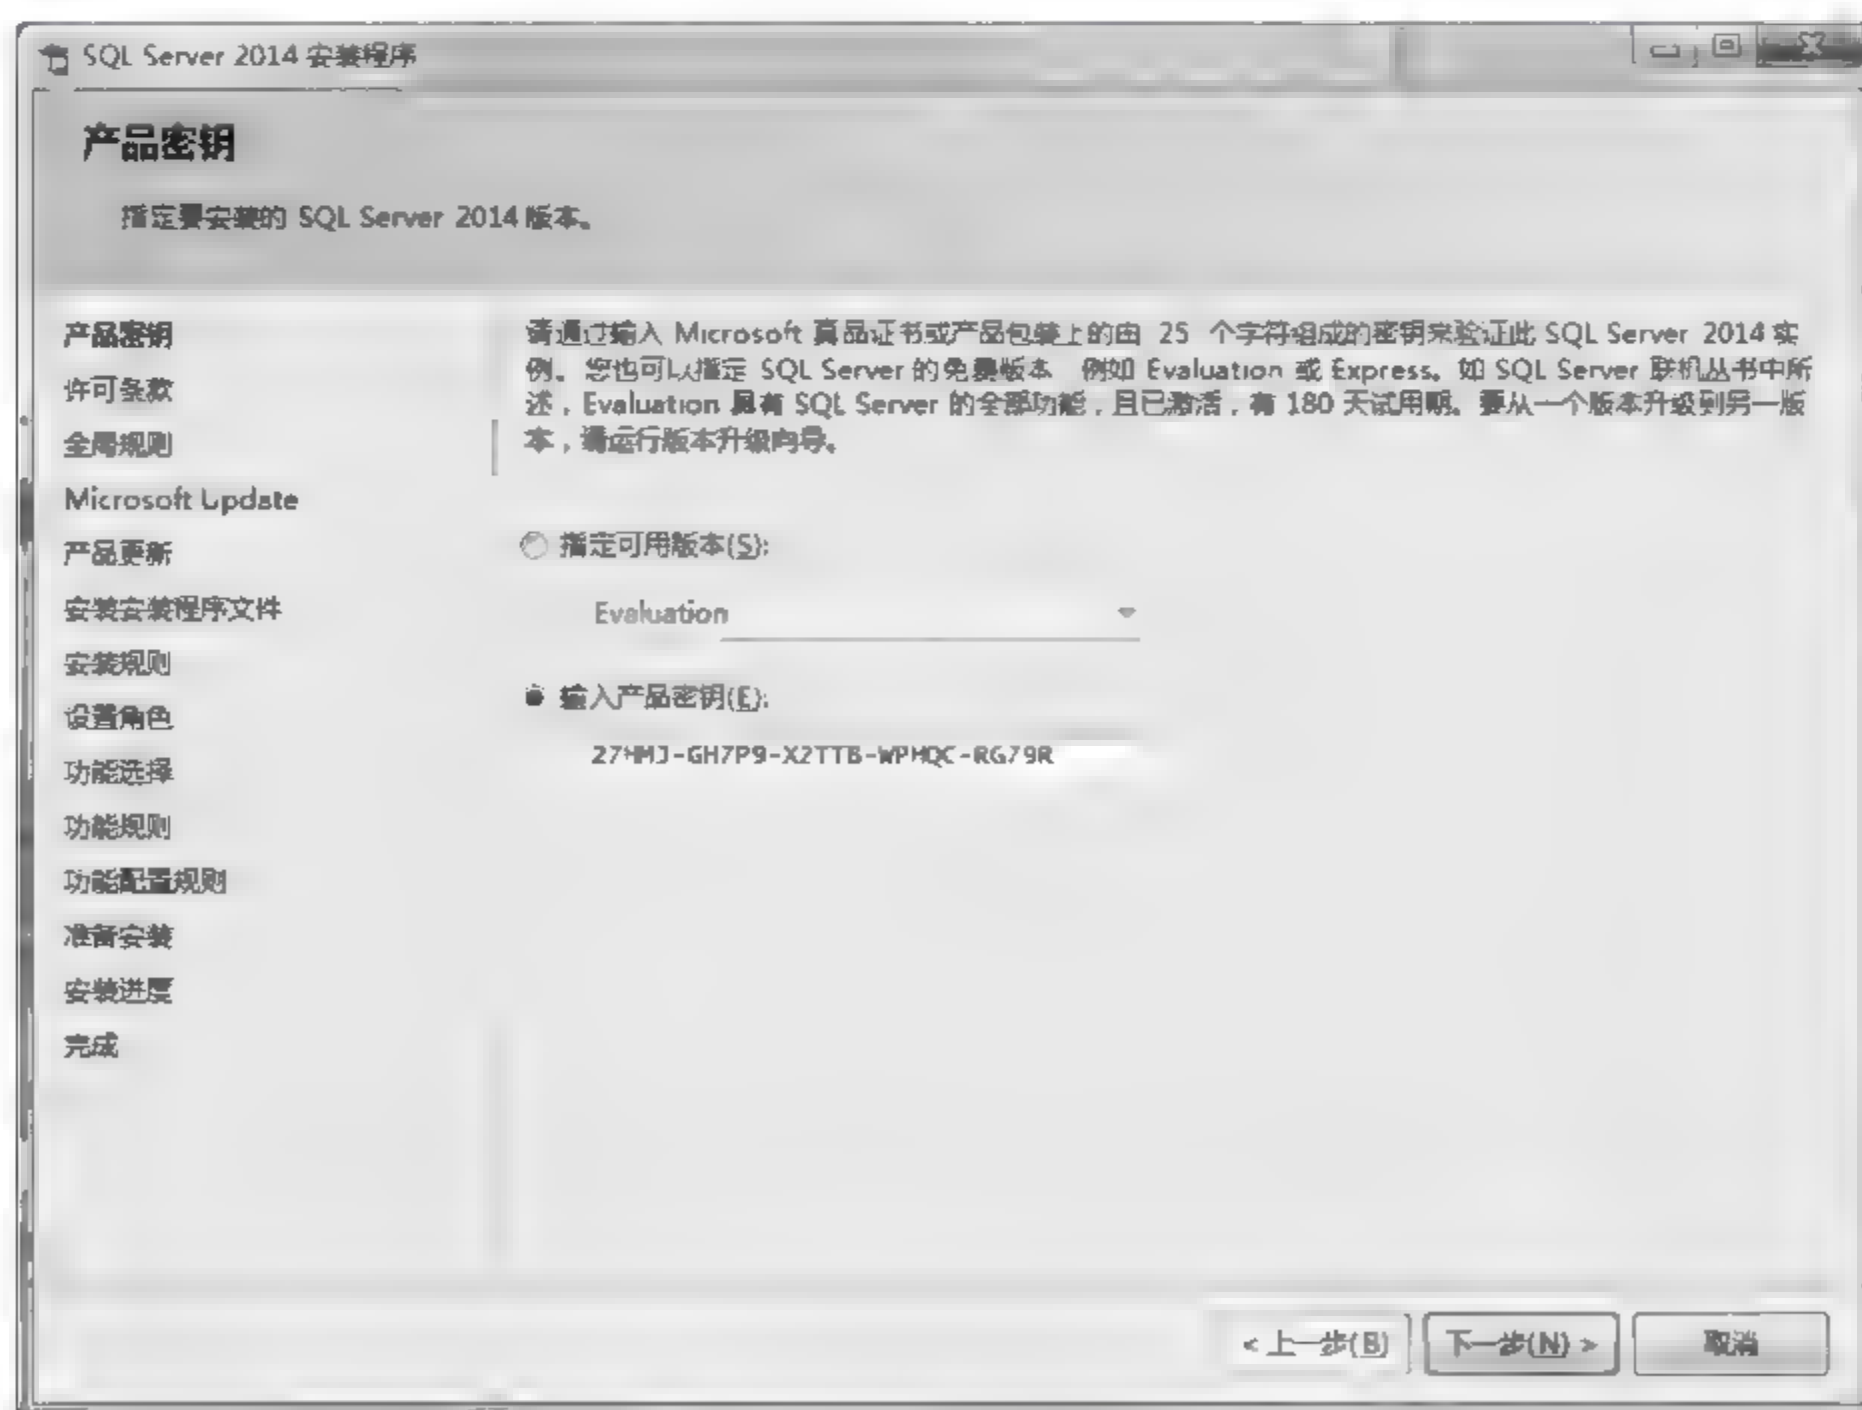 SQL Server 2014 安装程序
产品密钥
指定要安装的 SQL Server 2014 版本。
产品密钥
许可条款
全局规则
Microsoft Update
产品更新
安装安装程序文件
安装规则
设置角色
功能选择
功能规则
功能配置规则
准备安装
安装进度
完成
请通过输入 Microsoft 真品证书或产品包装上的由 25 个字符组成的密钥来验证此 SQL Server 2014 实
例。您也可以指定 SQL Server 的免费版本 例如 Evaluation 或 Express。如 SQL Server 联机丛书中所
述，Evaluation 具有 SQL Server 的全部功能，且已激活，有 180 天试用期。要从一个版本升级到另一版
本，请运行版本升级向导。
指定可用版本(S):
Evaluation
输入产品密钥(E):
27HMJ-GH7P9-X2TTB-WPHQC-RG79R
< 上一步(B)
下一步(N) >
取消